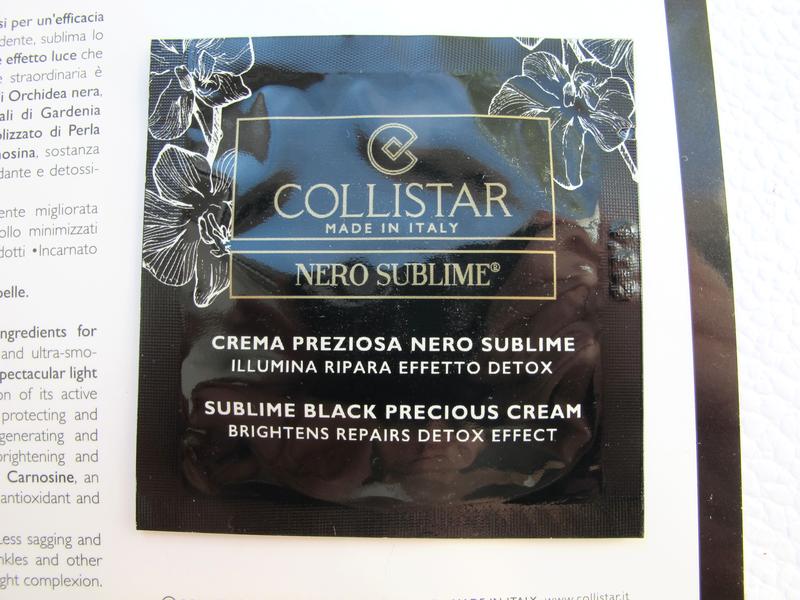 si per un'efficacia
dente, sublima lo
effetto luce che
straordinaria è
Orchidea nera,
ali di Gardenia
olizzato di Perla
nosina, sostanza
dante e detossi-
ente migliorata
ollo minimizzati
dotti •Incarnato
pelle.
ingredients for
and ultra-smo-
pectacular light
on of its active
protecting and
generating and
brightening and
Carnosine, an
antioxidant and
Less sagging and
nkles and other
ght complexion.
COLLISTAR
MADE IN ITALY
NERO SUBLIME®
CREMA PREZIOSA NERO SUBLIME
ILLUMINA RIPARA EFFETTO DETOX
SUBLIME BLACK PRECIOUS CREAM
BRIGHTENS REPAIRS DETOX EFFECT
MADE IN ITALY www.collistar.it